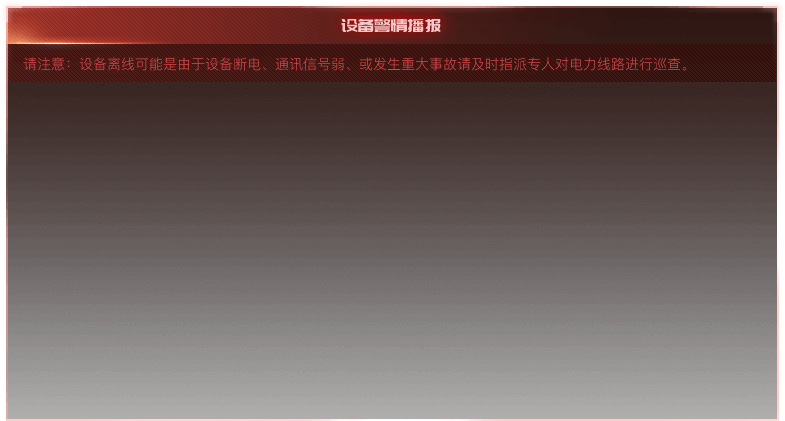 设备警情播报
请注意：设备离线可能是由于设备断电、通讯信号弱、或发生重大事故请及时指派专人对电力线路进行巡查。